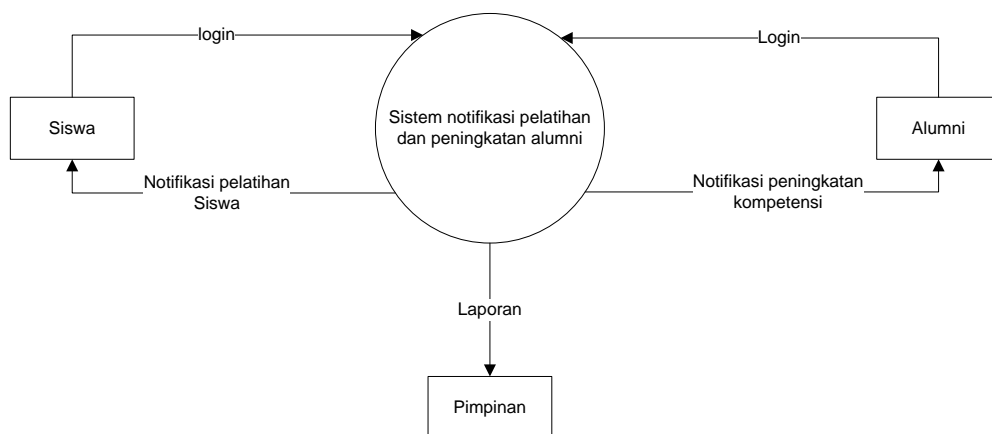 login
Login
Siswa
Sistem notifikasi pelatihan
dan peningkatan alumni
Alumni
Notifikasi pelatihan
Siswa
Notifikasi peningkatan
kompetensi
Laporan
Pimpinan